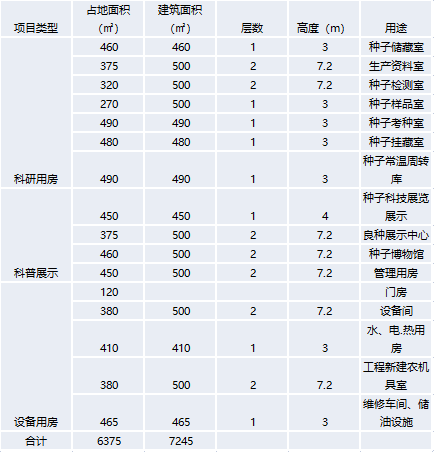 项目类型 占地面积（㎡） 建筑面积（㎡） 层数 高度（m） 用途
460 460 1 3 种子储藏室
375 500 2 7.2 生产资料室
320 500 2 7.2 种子检测室
270 500 1 3 种子样品室
490 490 1 3 种子考种室
480 480 1 3 种子挂藏室
科研用房 490 490 1 3 种子常温周转库
450 450 1 4 种子科技展览展示
375 500 2 7.2 良种展示中心
460 500 2 7.2 种子博物馆
科普展示 450 500 2 7.2 管理用房
120 门房
380 500 2 7.2 设备间
410 410 1 3 水、电.热用房
380 500 2 7.2 工程新建农机具室
设备用房 465 465 1 3 维修车间、储油设施
合计 6375 7245